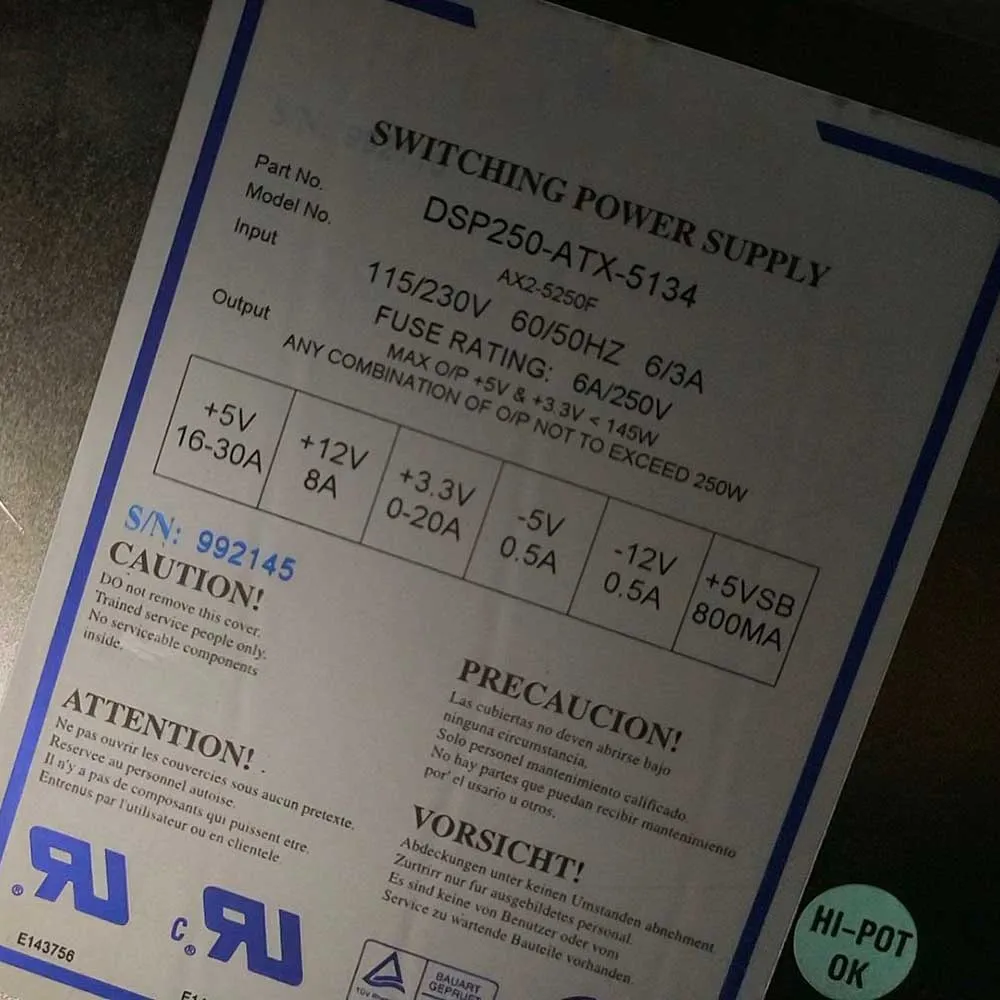 SWITCHING POWER SUPPLY
Part No. DSP250-ATX-5134
Model No. AX2-5250F
Input 115/230V 60/50HZ 6/3A
FUSE RATING: 6A/250V
Output MAX O/P +5V & +3.3V < 145W
ANY COMBINATION OF O/P NOT TO EXCEED 250W
+5V +12V +3.3V -5V -12V +5VSB
16-30A 8A 0-20A 0.5A 0.5A 800MA
S/N: 992145
CAUTION!
DO not remove this cover.
Trained service people only.
No serviceable components
inside.
ATTENTION!
Ne pas ouvrir les couvercies sous aucun pretexte.
Reservee au personnel autoise.
Il n'y a pas de composants qui puissent etre.
Entrenus par l'utilisateur ou en clientele.
PRECAUCION!
Las cubiertas no deven abrirse bajo
ninguna circumstancia.
Solo personel mantenimiento calificado.
No hay partes que puedan recibir mantenimiento
por' el usario u otros.
VORSICHT!
Abdeckungen unter keinen Umstanden abnehment.
Zurtrirr nur fur ausgebildetes personal.
Es sind keine von Benutzer oder vom
Service zu wartende Bauteile vorhanden.
RU ®
E143756
c RU ®
BAUART
GEPRUFT
HI-POT
OK